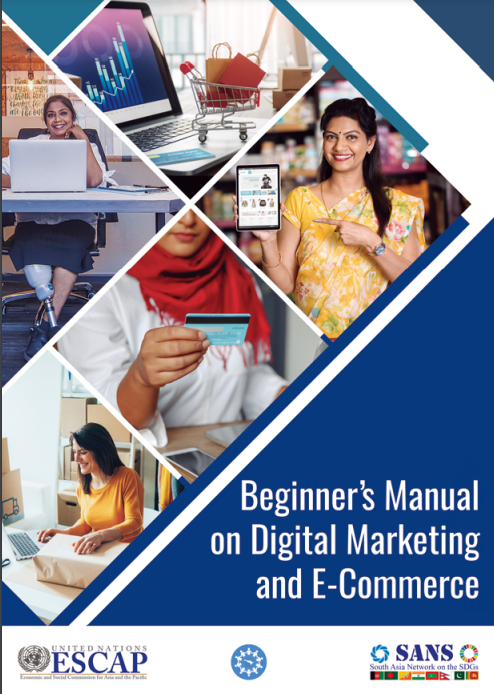 Beginner's Manual
on Digital Marketing
and E-Commerce
UNITED NATIONS
ESCAP
Economic and Social Commission for Asia and the Pacific
SANS
South Asia Network on the SDGs